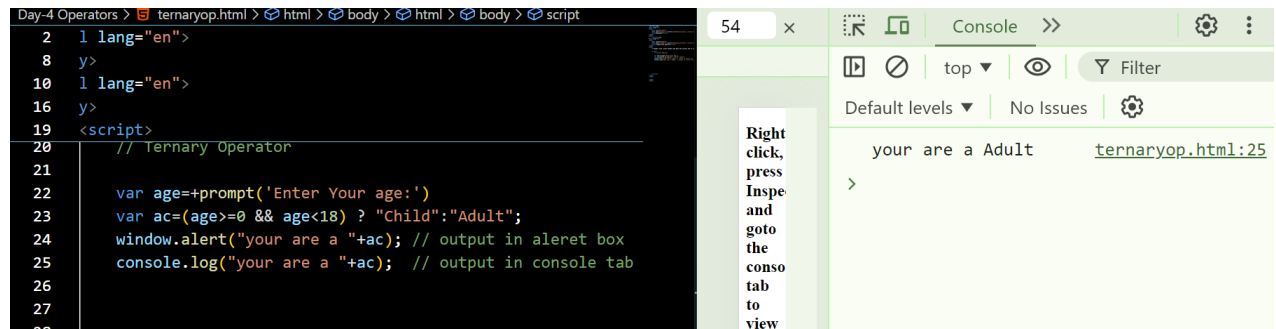 Day-4 Operators > ternaryop.html > html > body > html > body > script
2 l lang="en">
8 y>
10 l lang="en">
16 y>
19 <script>
20 // Ternary Operator
21
22 var age=+prompt('Enter Your age:')
23 var ac=(age>=0 && age<18) ? "Child":"Adult";
24 window.alert("your are a "+ac); // output in aleret box
25 console.log("your are a "+ac);  // output in console tab
26
27
28
54 ×
Right
click,
press
Inspe
and
goto
the
conso
tab
to
view
Console >>
top ▼ Filter
Default levels ▼ No Issues
your are a Adult ternaryop.html:25
>